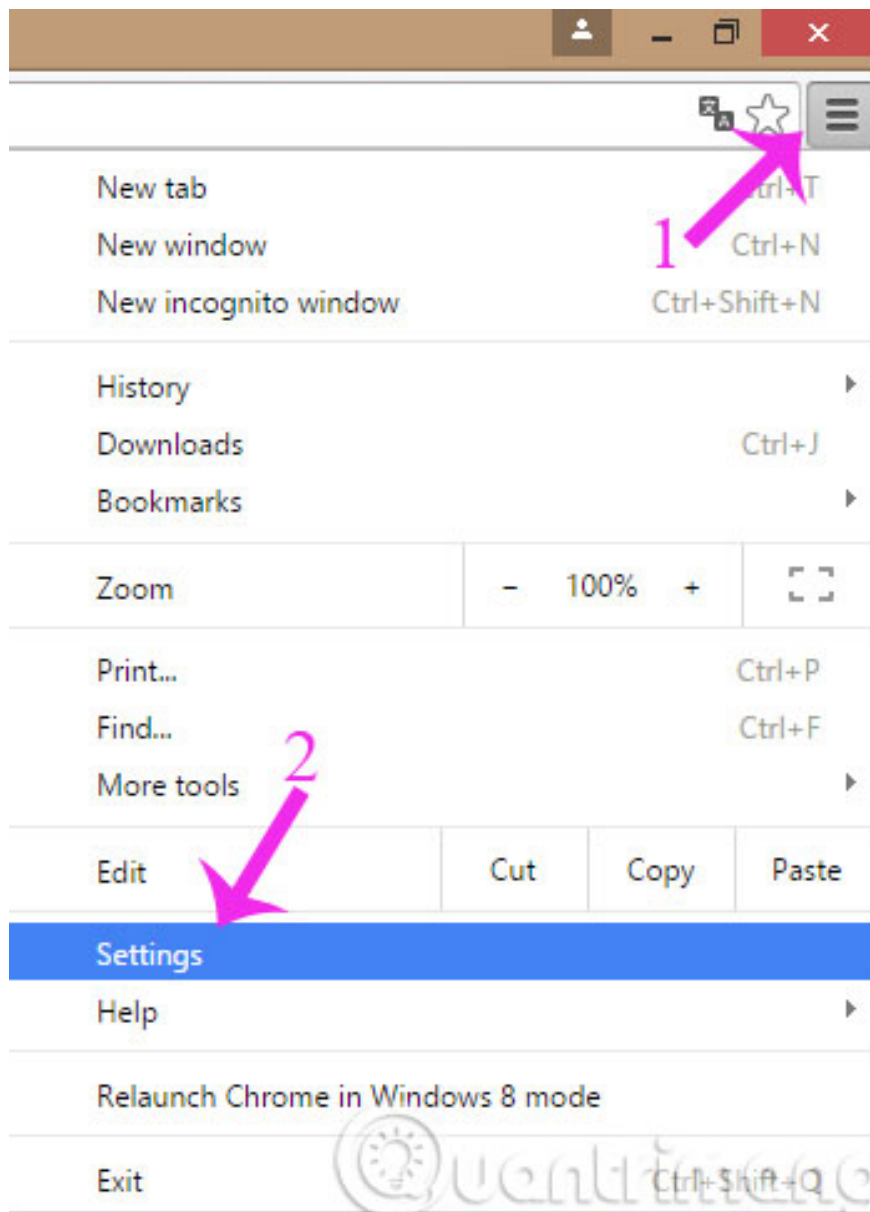 1
New tab Ctrl+T
New window Ctrl+N
New incognito window Ctrl+Shift+N
History
Downloads Ctrl+J
Bookmarks
Zoom - 100% +
Print... Ctrl+P
Find... Ctrl+F
2
More tools
Edit Cut Copy Paste
Settings
Help
Relaunch Chrome in Windows 8 mode
Exit Ctrl+Shift+Q
Quantrimang